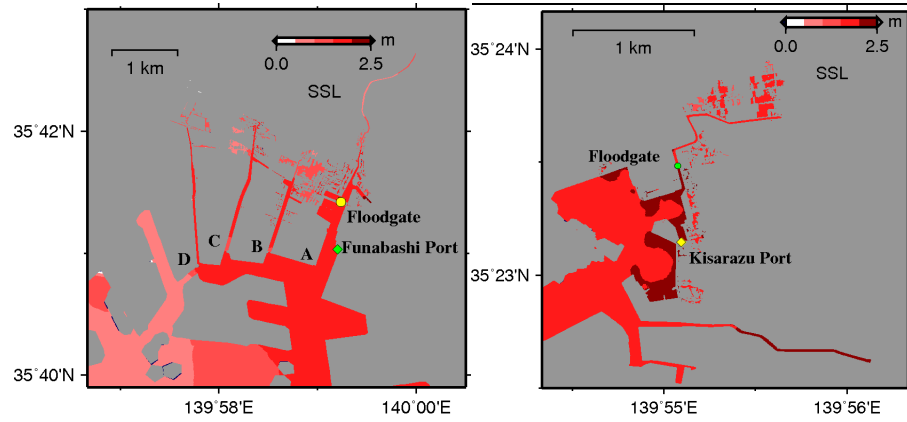 m
0.0 2.5
1 km
SSL
35°42'N
Floodgate
C
B
A
Funabashi Port
D
35°40'N
139°58'E 140°00'E
35°24'N
m
1 km
0.0 2.5
SSL
Floodgate
Kisarazu Port
35°23'N
139°55'E 139°56'E